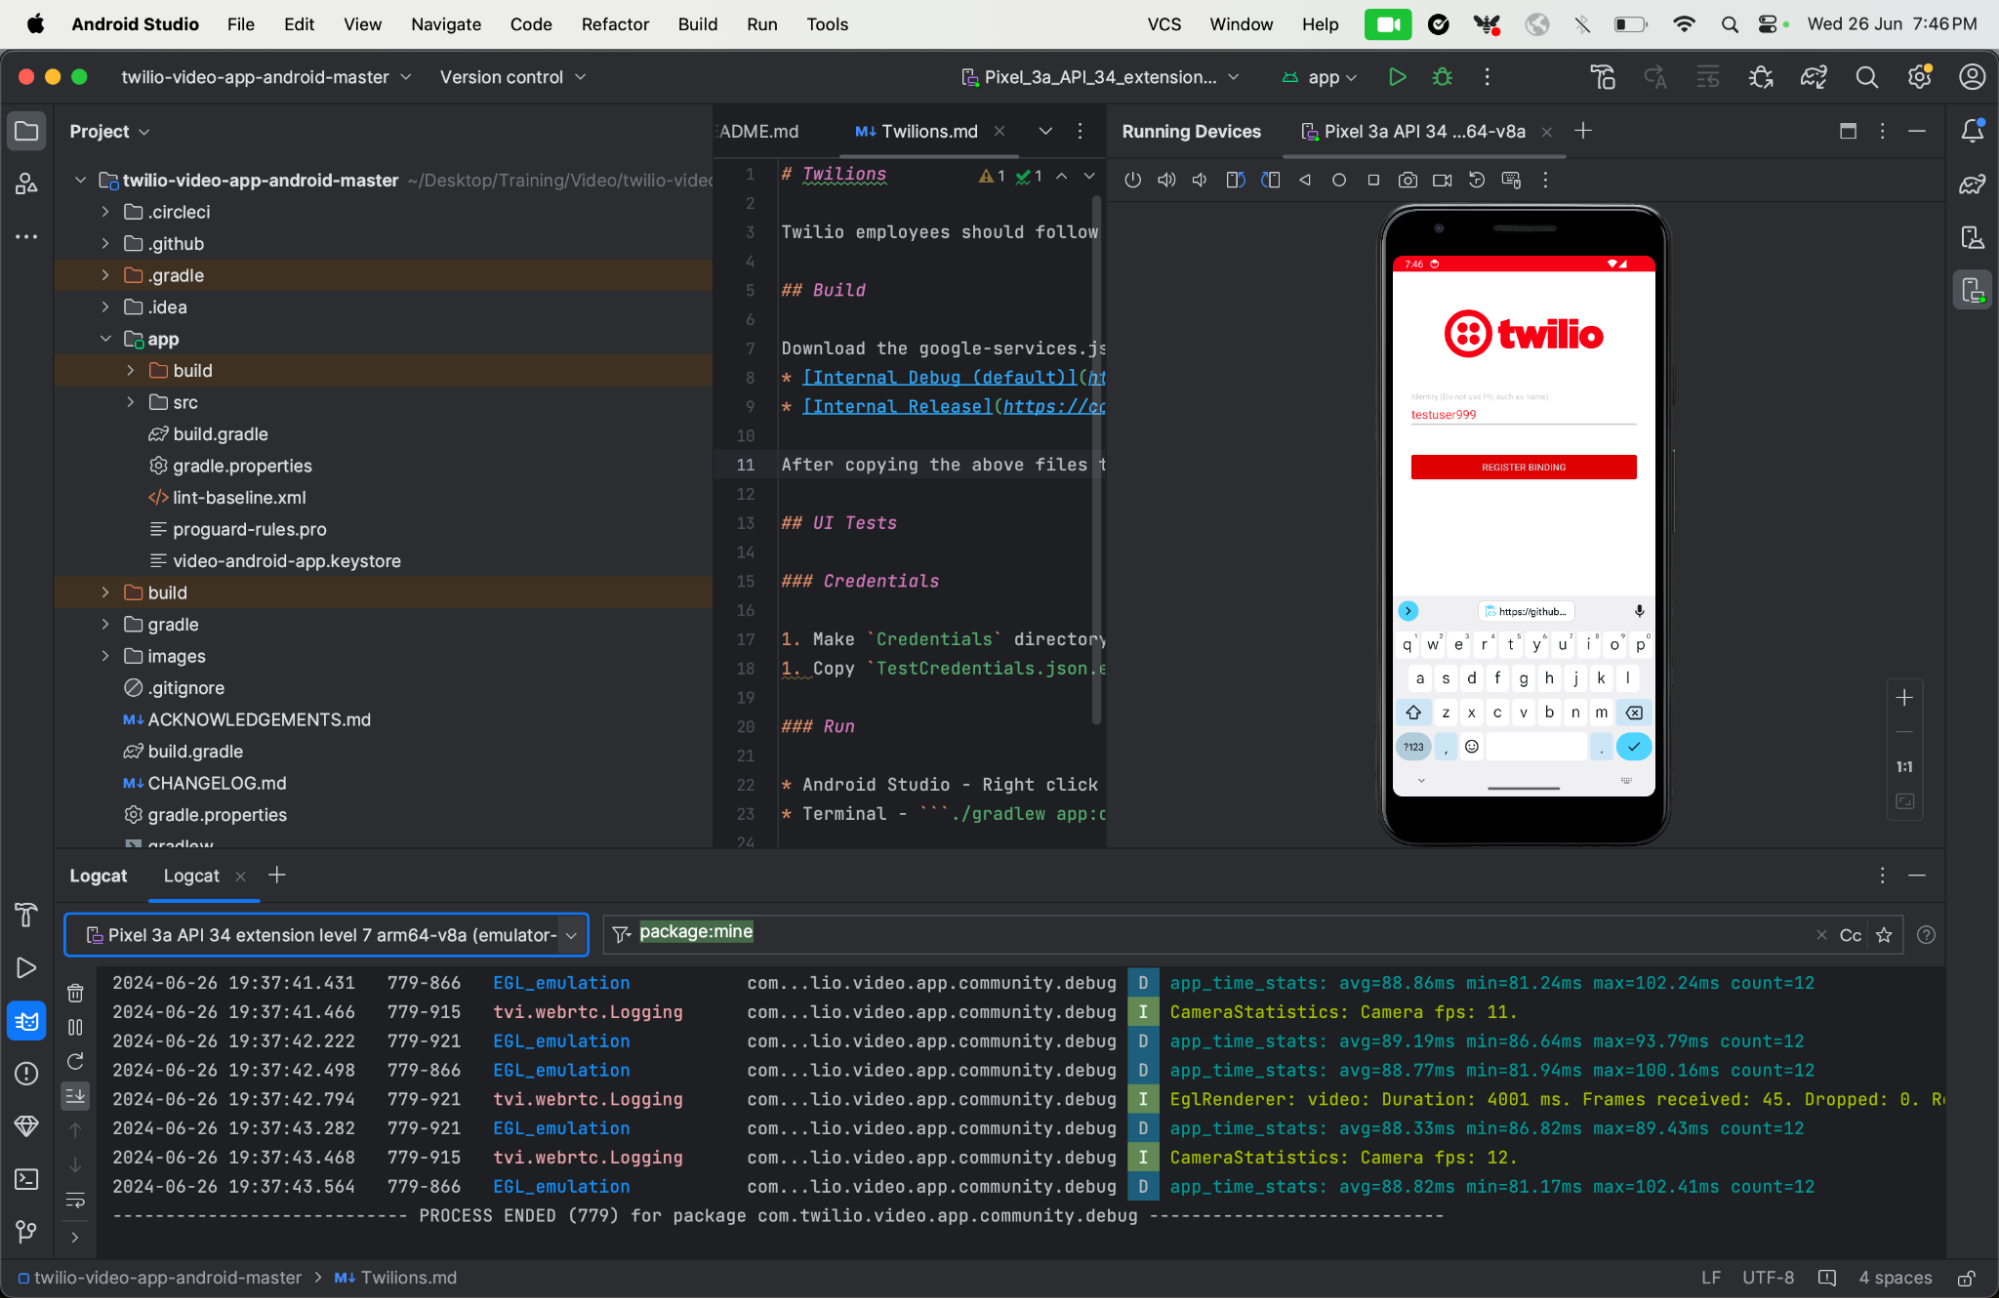 Android Studio File Edit View Navigate Code Refactor Build Run Tools VCS Window Help Wed 26 Jun 7:46 PM
twilio-video-app-android-master Version control Pixel_3a_API_34_extension... app
Project
twilio-video-app-android-master ~/Desktop/Training/Video/twilio-videc
.circleci
.github
.gradle
.idea
app
build
src
build.gradle
gradle.properties
lint-baseline.xml
proguard-rules.pro
video-android-app.keystore
build
gradle
images
.gitignore
M↓ ACKNOWLEDGEMENTS.md
build.gradle
M↓ CHANGELOG.md
gradle.properties
gradlew
ADME.md M↓ Twilions.md
1 # Twilions 1 1
2
3 Twilio employees should follow
4
5 ## Build
6
7 Download the google-services.js
8 * [Internal Debug (default)](ht
9 * [Internal Release](https://co
10
11 After copying the above files t
12
13 ## UI Tests
14
15 ### Credentials
16
17 1. Make `Credentials` directory
18 1. Copy `TestCredentials.json.e
19
20 ### Run
21
22 * Android Studio - Right click
23 * Terminal - ```./gradlew app:c
24
Running Devices Pixel 3a API 34 ...64-v8a
7:46
twilio
Identity (Do not use PII, such as name)
testuser999
REGISTER BINDING
https://github...
q1 w2 e3 r4 t5 y6 u7 i8 o9 p0
a s d f g h j k l
z x c v b n m
?123 , .
1:1
Logcat Logcat
Pixel 3a API 34 extension level 7 arm64-v8a (emulator- package:mine Cc
2024-06-26 19:37:41.431 779-866 EGL_emulation com...lio.video.app.community.debug D app_time_stats: avg=88.86ms min=81.24ms max=102.24ms count=12
2024-06-26 19:37:41.466 779-915 tvi.webrtc.Logging com...lio.video.app.community.debug I CameraStatistics: Camera fps: 11.
2024-06-26 19:37:42.222 779-921 EGL_emulation com...lio.video.app.community.debug D app_time_stats: avg=89.19ms min=86.64ms max=93.79ms count=12
2024-06-26 19:37:42.498 779-866 EGL_emulation com...lio.video.app.community.debug D app_time_stats: avg=88.77ms min=81.94ms max=100.16ms count=12
2024-06-26 19:37:42.794 779-921 tvi.webrtc.Logging com...lio.video.app.community.debug I EglRenderer: video: Duration: 4001 ms. Frames received: 45. Dropped: 0. Re
2024-06-26 19:37:43.282 779-921 EGL_emulation com...lio.video.app.community.debug D app_time_stats: avg=88.33ms min=86.82ms max=89.43ms count=12
2024-06-26 19:37:43.468 779-915 tvi.webrtc.Logging com...lio.video.app.community.debug I CameraStatistics: Camera fps: 12.
2024-06-26 19:37:43.564 779-866 EGL_emulation com...lio.video.app.community.debug D app_time_stats: avg=88.82ms min=81.17ms max=102.41ms count=12
---------------------------- PROCESS ENDED (779) for package com.twilio.video.app.community.debug ----------------------------
twilio-video-app-android-master > M↓ Twilions.md LF UTF-8 4 spaces